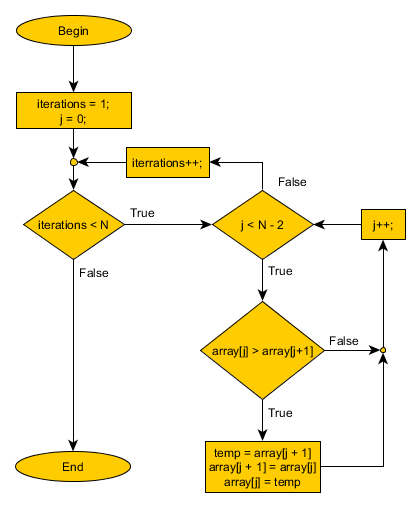 Begin
iterations = 1;
j = 0;
iterrations++;
False
iterations < N
True
j < N - 2
j++;
False
True
array[j] > array[j+1]
False
True
temp = array[j + 1]
array[j + 1] = array[j]
array[j] = temp
End